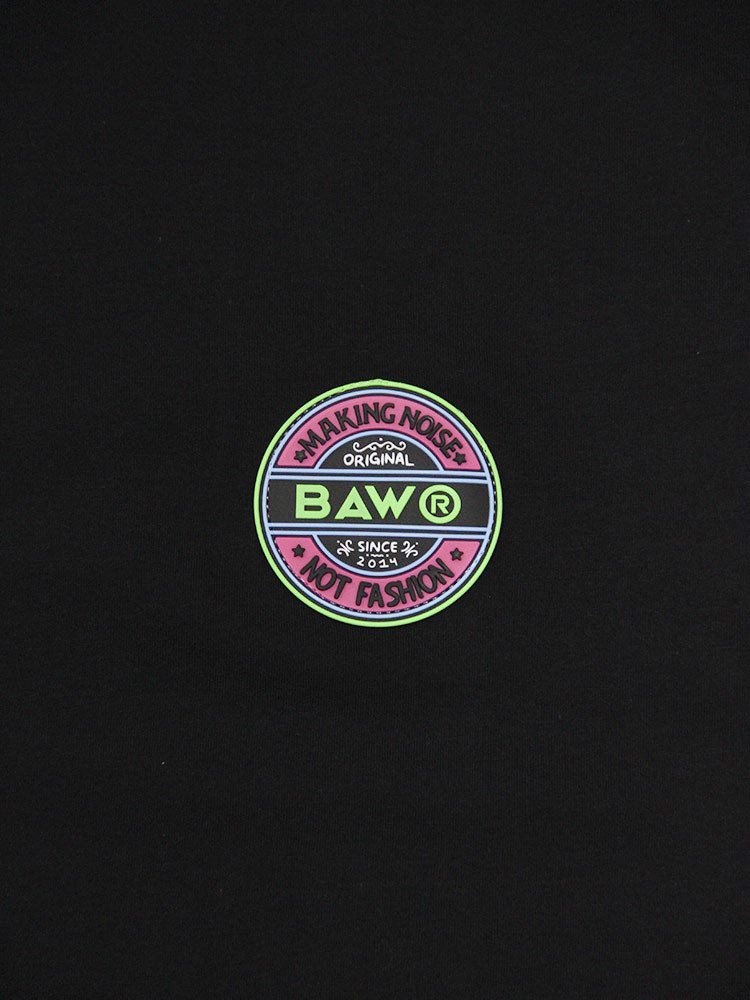 MAKING NOISE
ORIGINAL
BAW®
SINCE
2014
NOT FASHION